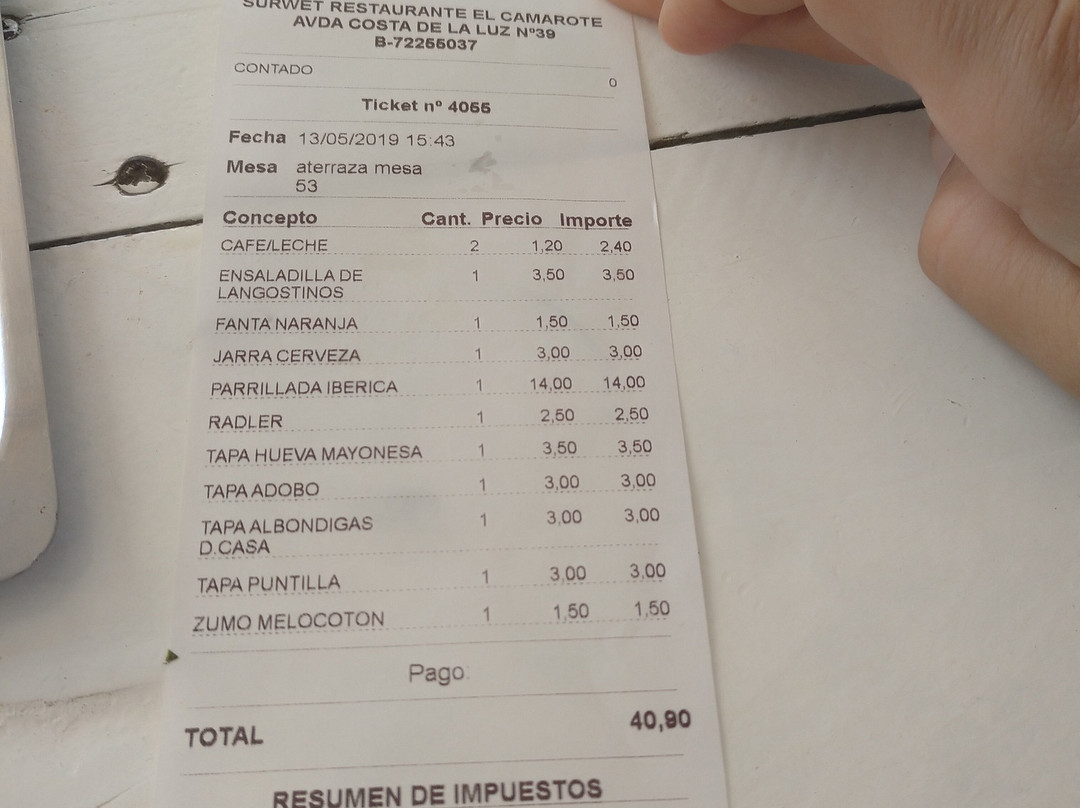 SURWET RESTAURANTE EL CAMAROTE
AVDA COSTA DE LA LUZ Nº39
B-72255037
CONTADO
0
Ticket nº 4055
Fecha 13/05/2019 15:43
Mesa aterraza mesa
53
Concepto Cant. Precio Importe
CAFE/LECHE 2 1,20 2,40
ENSALADILLA DE 1 3,50 3,50
LANGOSTINOS
FANTA NARANJA 1 1,50 1,50
JARRA CERVEZA 1 3,00 3,00
PARRILLADA IBERICA 1 14,00 14,00
RADLER 1 2,50 2,50
TAPA HUEVA MAYONESA 1 3,50 3,50
TAPA ADOBO 1 3,00 3,00
TAPA ALBONDIGAS 1 3,00 3,00
D.CASA
TAPA PUNTILLA 1 3,00 3,00
ZUMO MELOCOTON 1 1,50 1,50
Pago:
TOTAL 40,90
RESUMEN DE IMPUESTOS